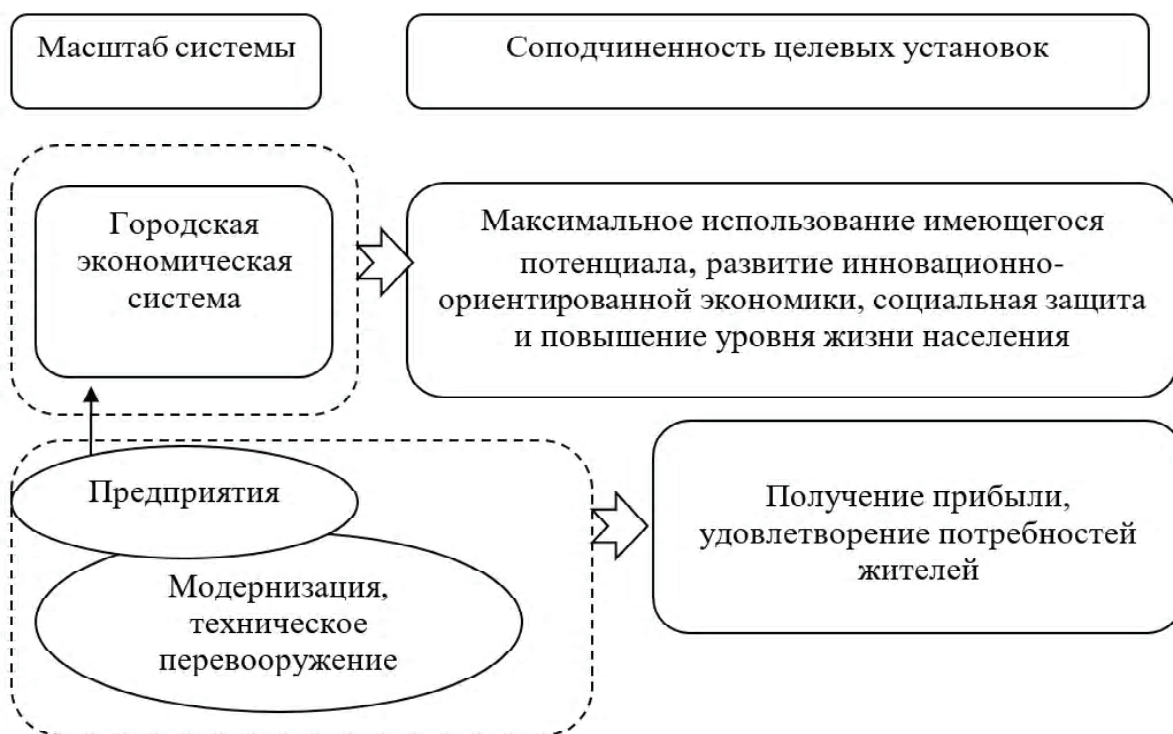 Масштаб системы
Соподчиненность целевых установок
Городская
экономическая
система
Максимальное использование имеющегося
потенциала, развитие инновационно-
ориентированной экономики, социальная защита
и повышение уровня жизни населения
Предприятия
Модернизация,
техническое
перевооружение
Получение прибыли,
удовлетворение потребностей
жителей